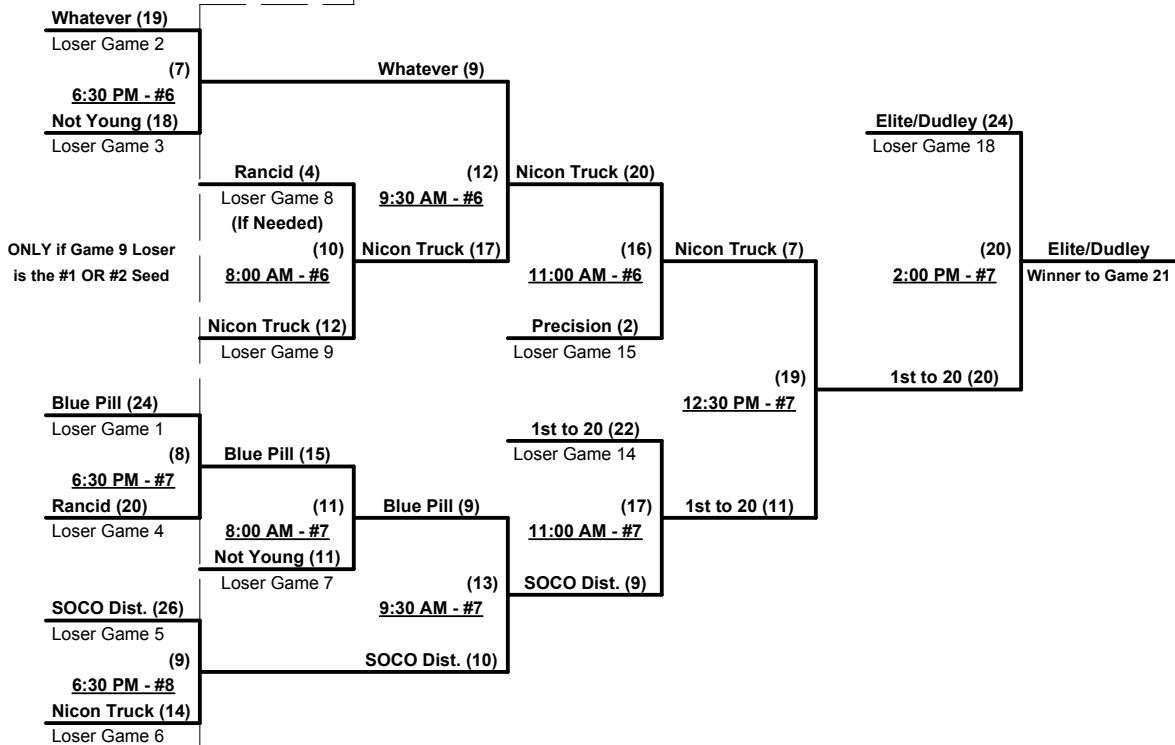 Whatever (19)
Loser Game 2
(7)
6:30 PM - #6
Not Young (18)
Loser Game 3
Whatever (9)
Rancid (4)
Loser Game 8
(If Needed)
(10)
8:00 AM - #6
Nicon Truck (12)
Loser Game 9
ONLY if Game 9 Loser
is the #1 OR #2 Seed
Nicon Truck (17)
(12)
9:30 AM - #6
Nicon Truck (20)
(16)
11:00 AM - #6
Precision (2)
Loser Game 15
Nicon Truck (7)
Blue Pill (24)
Loser Game 1
(8)
6:30 PM - #7
Rancid (20)
Loser Game 4
Blue Pill (15)
(11)
8:00 AM - #7
Not Young (11)
Loser Game 7
Blue Pill (9)
SOCO Dist. (26)
Loser Game 5
(9)
6:30 PM - #8
Nicon Truck (14)
Loser Game 6
SOCO Dist. (10)
(13)
9:30 AM - #7
1st to 20 (22)
Loser Game 14
(17)
11:00 AM - #7
SOCO Dist. (9)
1st to 20 (11)
(19)
12:30 PM - #7
Elite/Dudley (24)
Loser Game 18
(20)
2:00 PM - #7
1st to 20 (20)
Elite/Dudley
Winner to Game 21